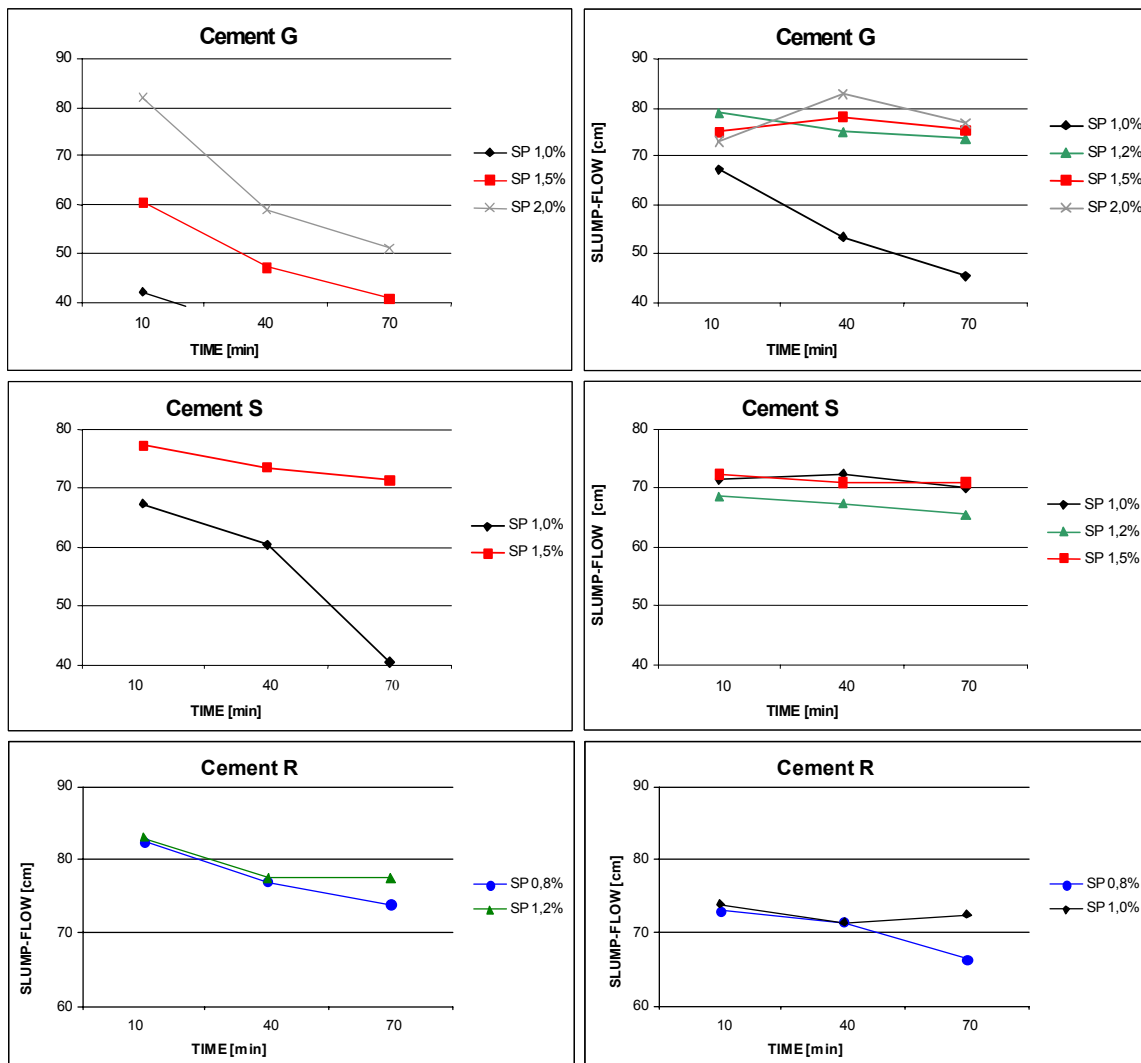 Cement G
90
80
70
60
50
40
10 40 70
TIME [min]
SP 1,0%
SP 1,5%
SP 2,0%
Cement G
SLUMP-FLOW [cm]
90
80
70
60
50
40
10 40 70
TIME [min]
SP 1,0%
SP 1,2%
SP 1,5%
SP 2,0%
Cement S
80
70
60
50
40
10 40 70
TIME [min]
SP 1,0%
SP 1,5%
Cement S
SLUMP-FLOW [cm]
80
70
60
50
40
10 40 70
TIME [min]
SP 1,0%
SP 1,2%
SP 1,5%
Cement R
SLUMP-FLOW [cm]
90
80
70
60
10 40 70
TIME [min]
SP 0,8%
SP 1,2%
Cement R
SLUMP-FLOW [cm]
90
80
70
60
10 40 70
TIME [min]
SP 0,8%
SP 1,0%